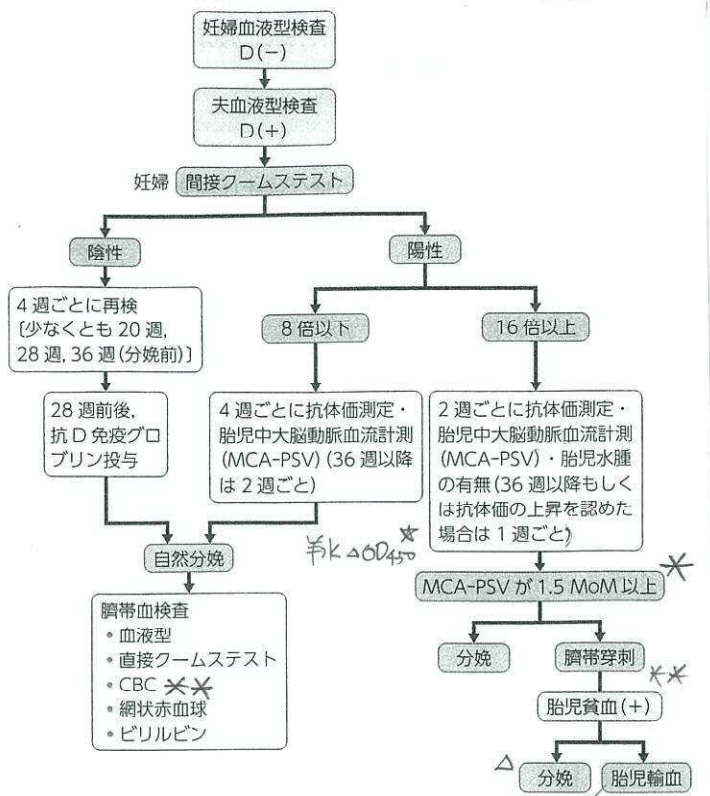 妊婦血液型検査
D(−)
夫血液型検査
D(+)
妊婦 間接クームステスト
陰性
陽性
4週ごとに再検
〔少なくとも20週,
28週, 36週(分娩前)〕
8倍以下
16倍以上
28週前後,
抗D免疫グロ
ブリン投与
4週ごとに抗体価測定・
胎児中大脳動脈血流計測
(MCA-PSV)(36週以降
は2週ごと)
2週ごとに抗体価測定・
胎児中大脳動脈血流計測
(MCA-PSV)・胎児水腫
の有無(36週以降もしく
は抗体価の上昇を認めた
場合は1週ごと)
自然分娩
羊水ΔOD450
MCA-PSVが1.5 MoM以上
臍帯血検査
• 血液型
• 直接クームステスト
• CBC
• 網状赤血球
• ビリルビン
分娩
臍帯穿刺
胎児貧血(+)
△ 分娩
胎児輸血